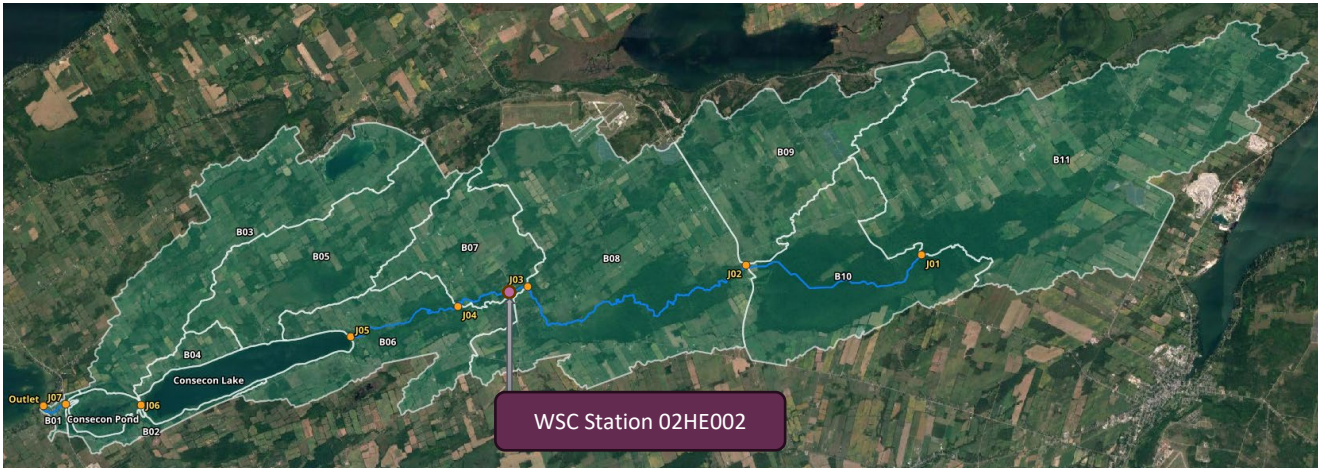 B09
B11
B03
B07
B05
B08
J02
J01
B10
J03
J04
J05
B06
B04
Consecon Lake
Outlet
J07
J06
B01
Consecon Pond
B02
WSC Station 02HE002